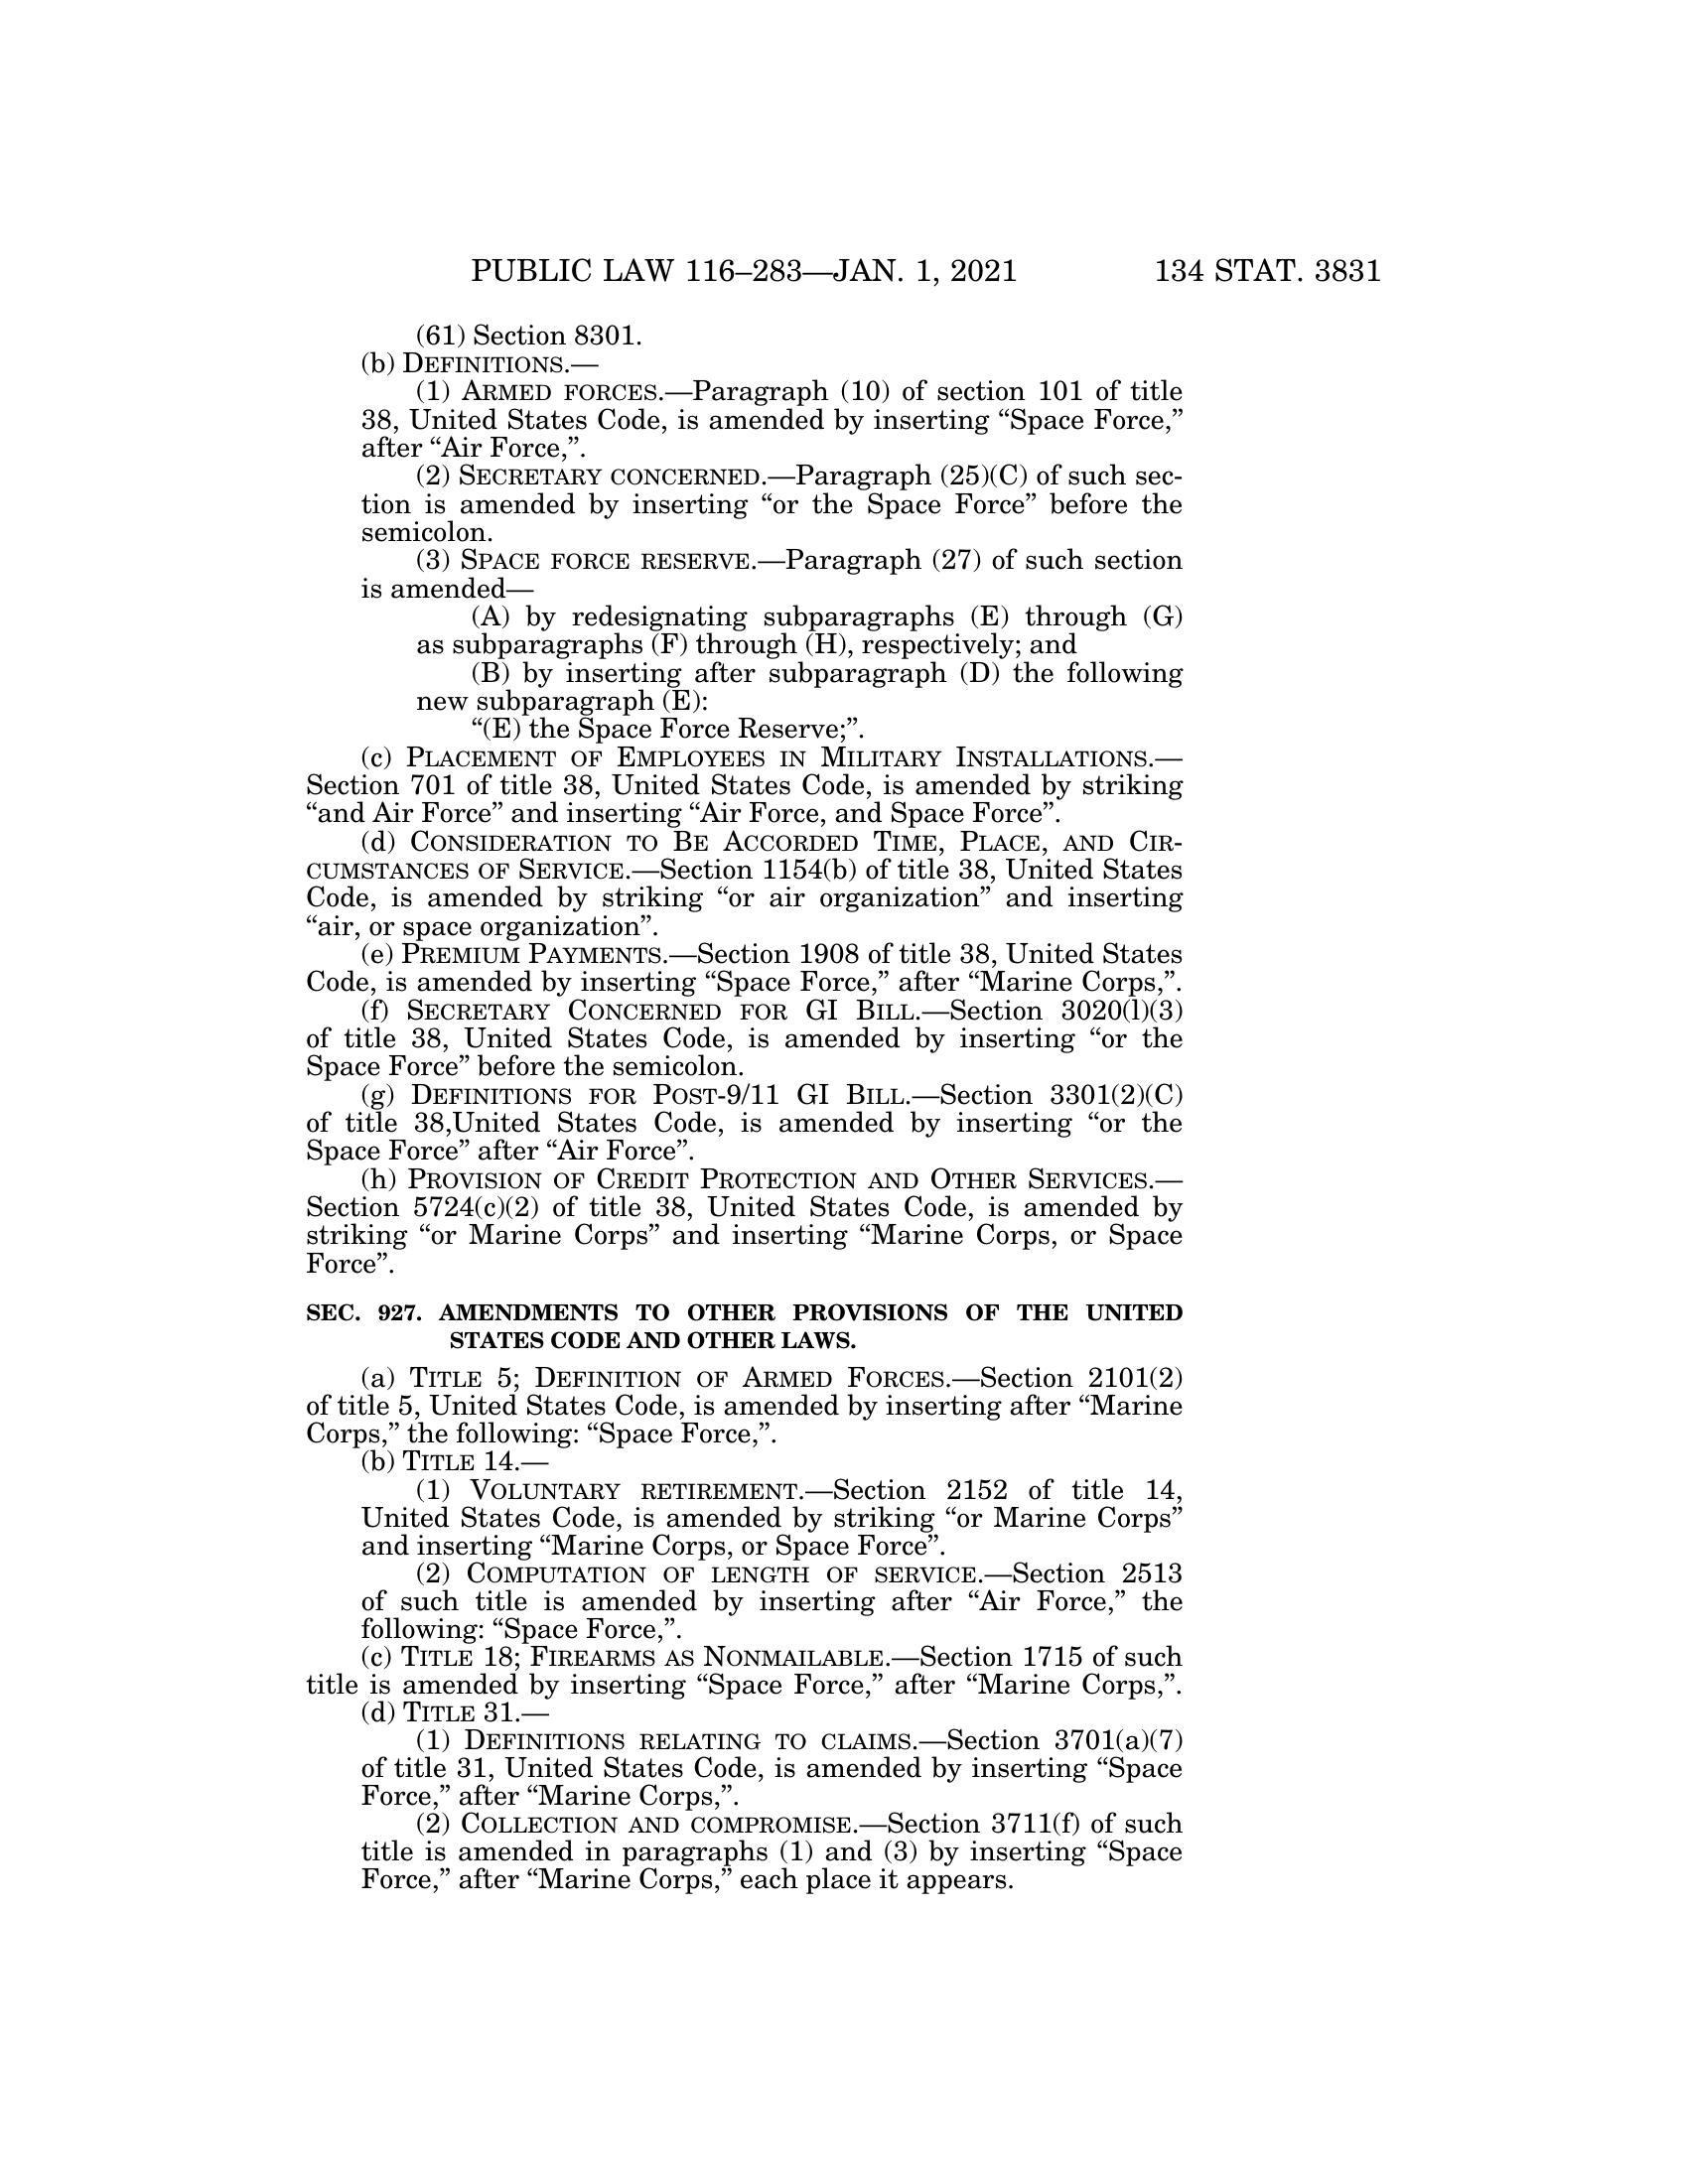 PUBLIC LAW 116–283—JAN. 1, 2021 134 STAT. 3831
(61) Section 8301.
(b) DEFINITIONS.—
(1) ARMED FORCES.—Paragraph (10) of section 101 of title
38, United States Code, is amended by inserting “Space Force,”
after “Air Force,”.
(2) SECRETARY CONCERNED.—Paragraph (25)(C) of such sec-
tion is amended by inserting “or the Space Force” before the
semicolon.
(3) SPACE FORCE RESERVE.—Paragraph (27) of such section
is amended—
(A) by redesignating subparagraphs (E) through (G)
as subparagraphs (F) through (H), respectively; and
(B) by inserting after subparagraph (D) the following
new subparagraph (E):
“(E) the Space Force Reserve;”.
(c) PLACEMENT OF EMPLOYEES IN MILITARY INSTALLATIONS.—
Section 701 of title 38, United States Code, is amended by striking
“and Air Force” and inserting “Air Force, and Space Force”.
(d) CONSIDERATION TO BE ACCORDED TIME, PLACE, AND CIR-
CUMSTANCES OF SERVICE.—Section 1154(b) of title 38, United States
Code, is amended by striking “or air organization” and inserting
“air, or space organization”.
(e) PREMIUM PAYMENTS.—Section 1908 of title 38, United States
Code, is amended by inserting “Space Force,” after “Marine Corps,”.
(f) SECRETARY CONCERNED FOR GI BILL.—Section 3020(l)(3)
of title 38, United States Code, is amended by inserting “or the
Space Force” before the semicolon.
(g) DEFINITIONS FOR POST-9/11 GI BILL.—Section 3301(2)(C)
of title 38,United States Code, is amended by inserting “or the
Space Force” after “Air Force”.
(h) PROVISION OF CREDIT PROTECTION AND OTHER SERVICES.—
Section 5724(c)(2) of title 38, United States Code, is amended by
striking “or Marine Corps” and inserting “Marine Corps, or Space
Force”.
SEC. 927. AMENDMENTS TO OTHER PROVISIONS OF THE UNITED
STATES CODE AND OTHER LAWS.
(a) TITLE 5; DEFINITION OF ARMED FORCES.—Section 2101(2)
of title 5, United States Code, is amended by inserting after “Marine
Corps,” the following: “Space Force,”.
(b) TITLE 14.—
(1) VOLUNTARY RETIREMENT.—Section 2152 of title 14,
United States Code, is amended by striking “or Marine Corps”
and inserting “Marine Corps, or Space Force”.
(2) COMPUTATION OF LENGTH OF SERVICE.—Section 2513
of such title is amended by inserting after “Air Force,” the
following: “Space Force,”.
(c) TITLE 18; FIREARMS AS NONMAILABLE.—Section 1715 of such
title is amended by inserting “Space Force,” after “Marine Corps,”.
(d) TITLE 31.—
(1) DEFINITIONS RELATING TO CLAIMS.—Section 3701(a)(7)
of title 31, United States Code, is amended by inserting “Space
Force,” after “Marine Corps,”.
(2) COLLECTION AND COMPROMISE.—Section 3711(f) of such
title is amended in paragraphs (1) and (3) by inserting “Space
Force,” after “Marine Corps,” each place it appears.